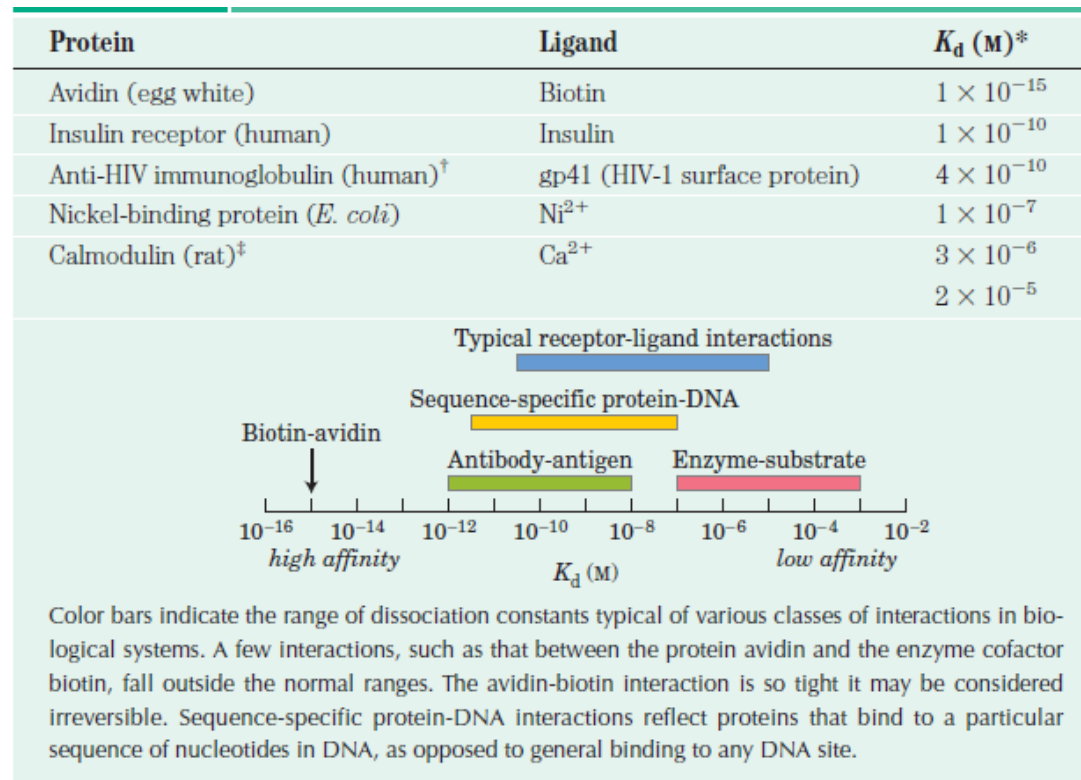 Protein Ligand Kd (M)*
Avidin (egg white) Biotin 1 × 10⁻¹⁵
Insulin receptor (human) Insulin 1 × 10⁻¹⁰
Anti-HIV immunoglobulin (human)† gp41 (HIV-1 surface protein) 4 × 10⁻¹⁰
Nickel-binding protein (E. coli) Ni²⁺ 1 × 10⁻⁷
Calmodulin (rat)‡ Ca²⁺ 3 × 10⁻⁶
2 × 10⁻⁵
Typical receptor-ligand interactions
Sequence-specific protein-DNA
Biotin-avidin
Antibody-antigen Enzyme-substrate
10⁻¹⁶ 10⁻¹⁴ 10⁻¹² 10⁻¹⁰ 10⁻⁸ 10⁻⁶ 10⁻⁴ 10⁻²
high affinity Kd (M) low affinity
Color bars indicate the range of dissociation constants typical of various classes of interactions in bio-
logical systems. A few interactions, such as that between the protein avidin and the enzyme cofactor
biotin, fall outside the normal ranges. The avidin-biotin interaction is so tight it may be considered
irreversible. Sequence-specific protein-DNA interactions reflect proteins that bind to a particular
sequence of nucleotides in DNA, as opposed to general binding to any DNA site.